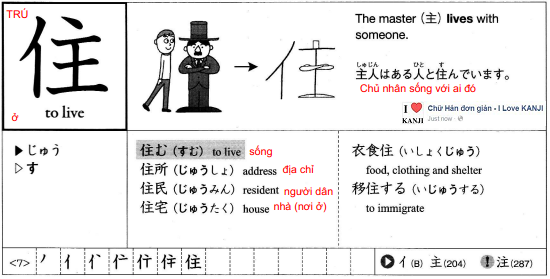 TRÚ
住
ở
to live
The master (主) lives with
someone.
しゅじん ひと す
主人はある人と住んでいます。
Chủ nhân sống với ai đó
I ❤ KANJI
Chữ Hán đơn giản - I Love KANJI
Just now
▶じゅう
▷す
住む (すむ) to live sống
住所 (じゅうしょ) address địa chỉ
住民 (じゅうみん) resident người dân
住宅 (じゅうたく) house nhà (nơi ở)
衣食住 (いしょくじゅう)
food, clothing and shelter
移住する (いじゅうする)
to immigrate
<7> ノ 亻 亻 仁 仹 住 住
▶ 亻(B) 主(204) ! 注(287)